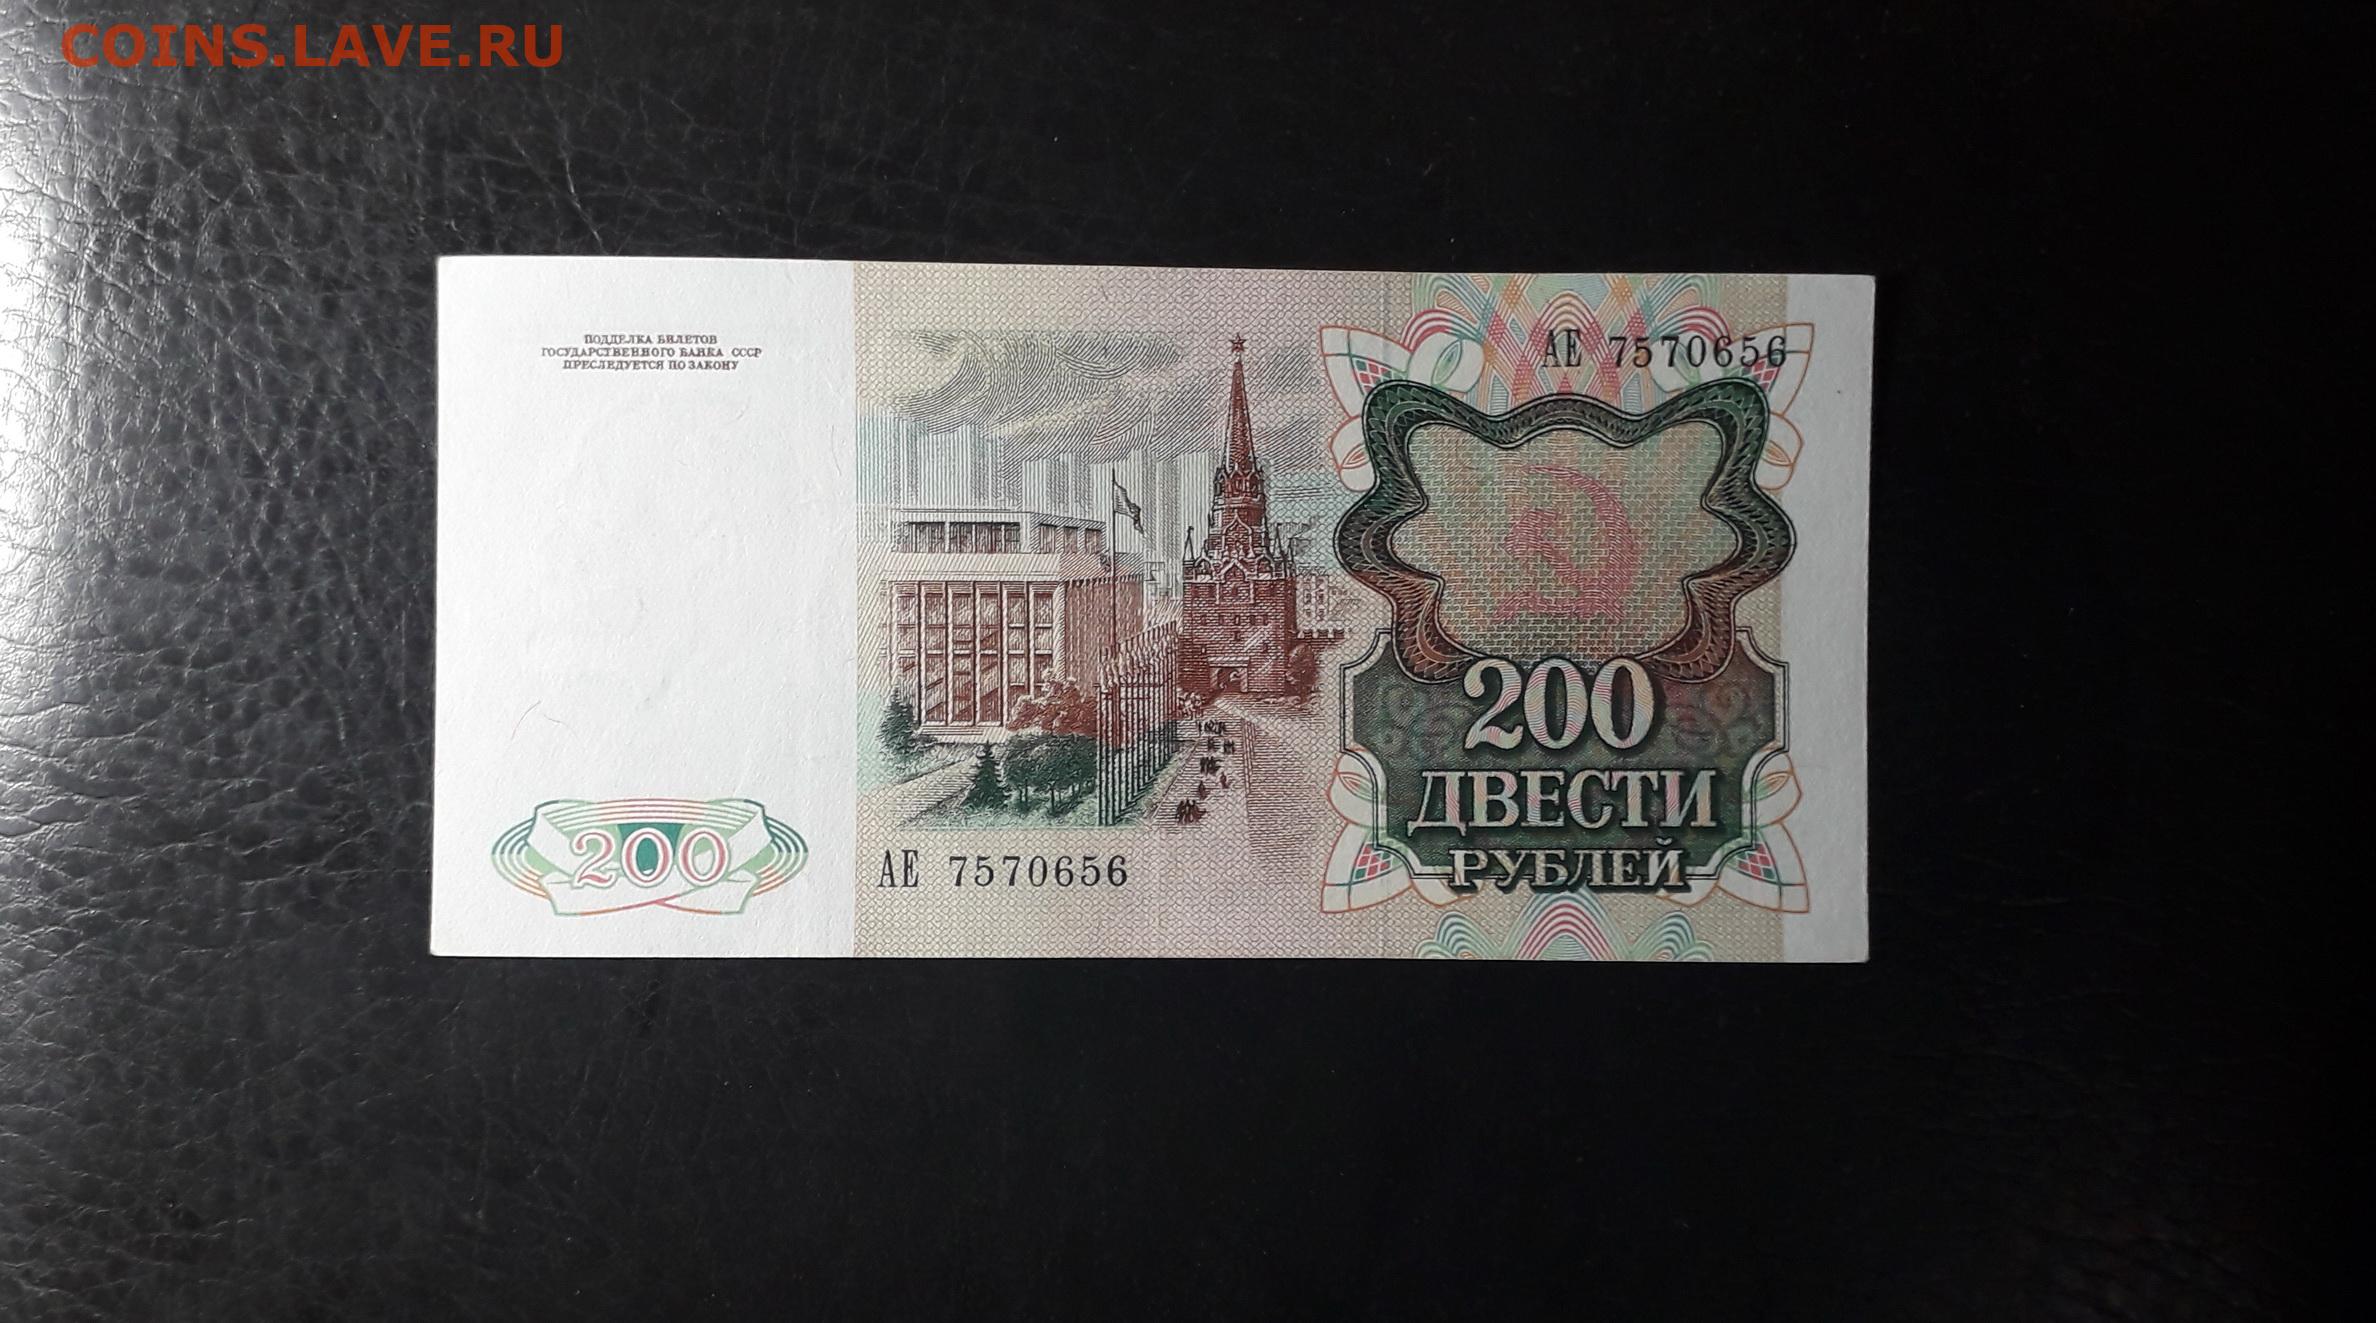 COINS.LAVE.RU
ПОДДЕЛКА БИЛЕТОВ
ГОСУДАРСТВЕННОГО БАНКА СССР
ПРЕСЛЕДУЕТСЯ ПО ЗАКОНУ
АЕ 7570656
200
ДВЕСТИ
РУБЛЕЙ
200
АЕ 7570656